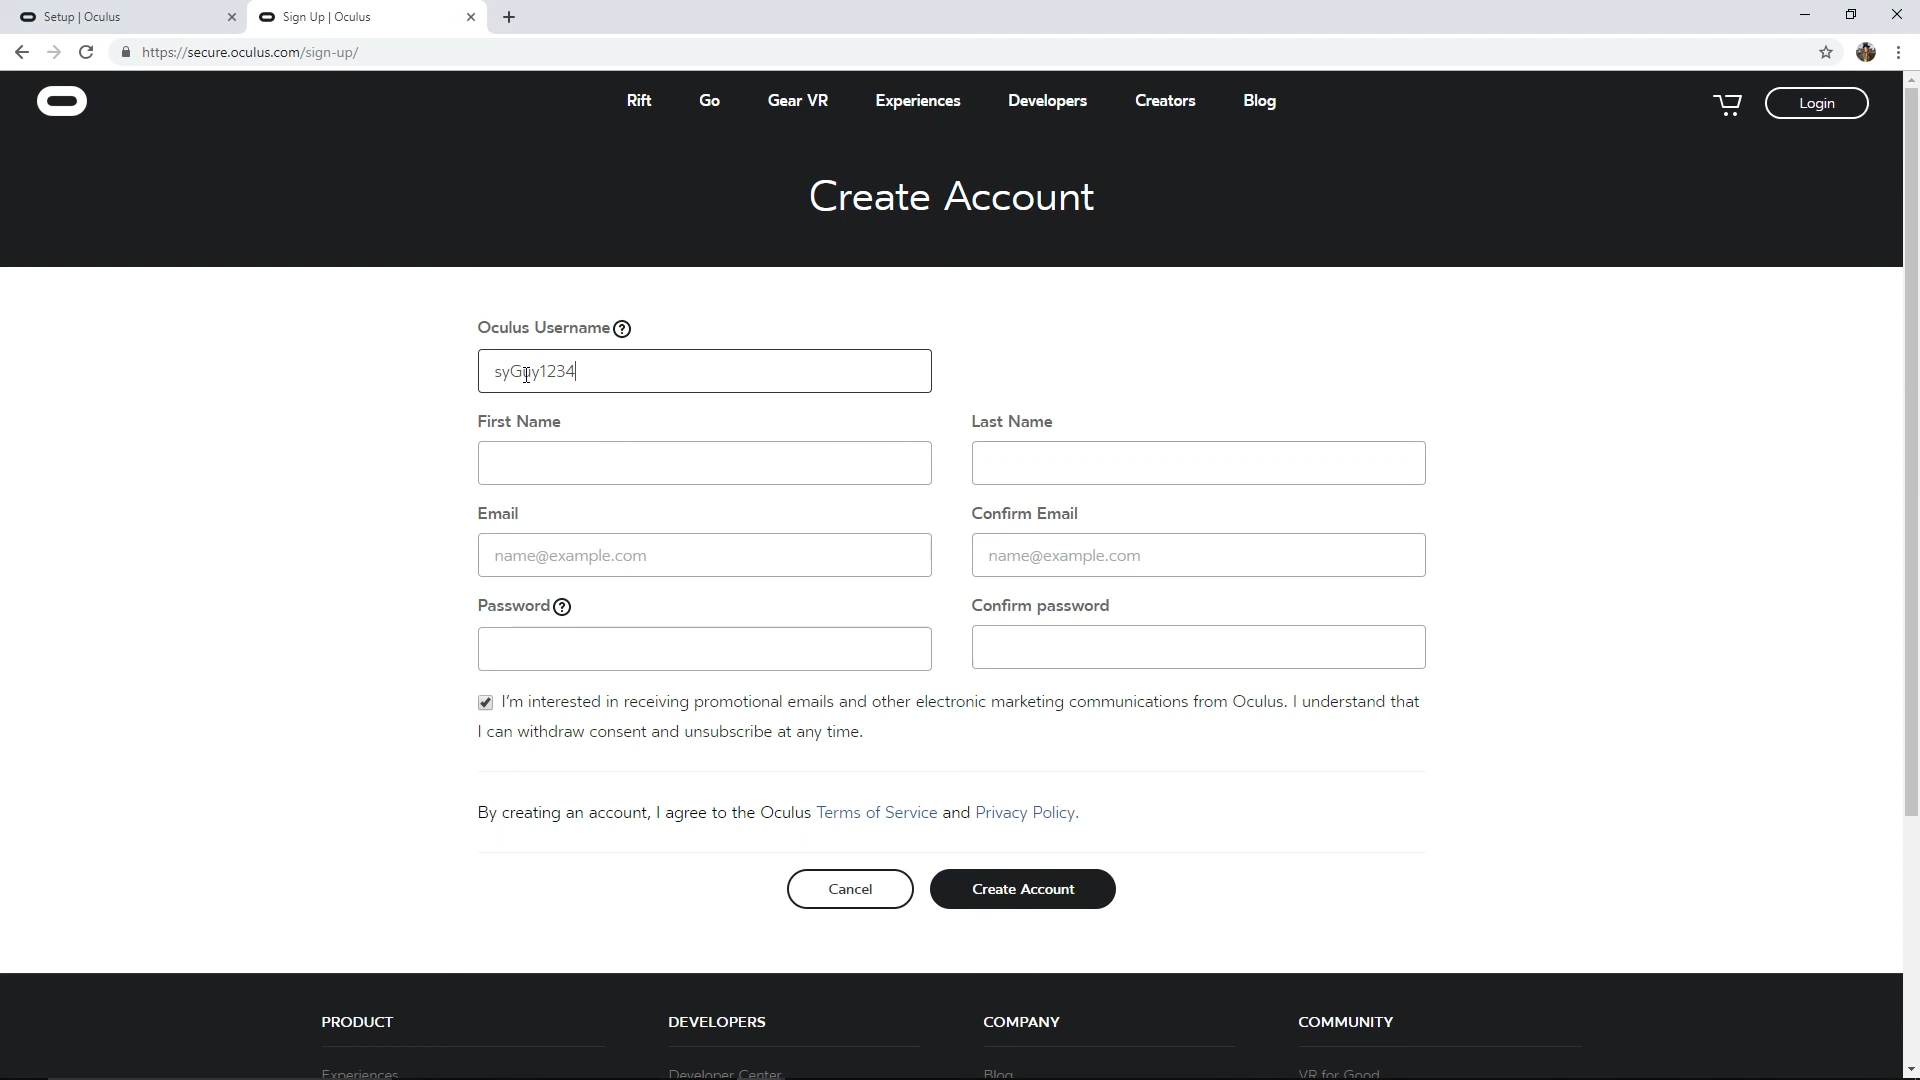 Setup | Oculus
Sign Up | Oculus
https://secure.oculus.com/sign-up/
Rift Go Gear VR Experiences Developers Creators Blog
Login
Create Account
Oculus Username ?
syGuy1234
First Name Last Name
Email Confirm Email
name@example.com name@example.com
Password ? Confirm password
I'm interested in receiving promotional emails and other electronic marketing communications from Oculus. I understand that
I can withdraw consent and unsubscribe at any time.
By creating an account, I agree to the Oculus Terms of Service and Privacy Policy.
Cancel Create Account
PRODUCT DEVELOPERS COMPANY COMMUNITY
Experiences Developer Center Blog VR for Good